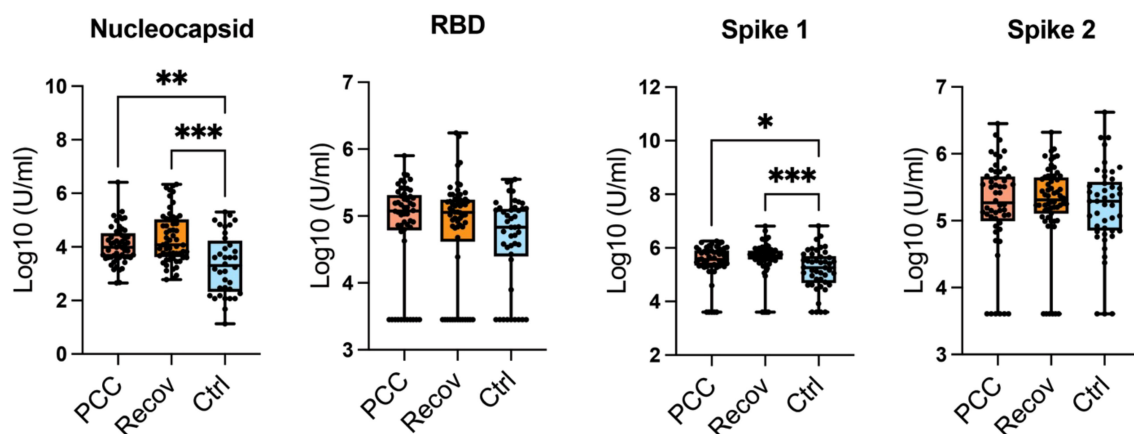 Nucleocapsid
Log10 (U/ml)
10
8
6
4
2
0
**
***
PCC
Recov
Ctrl
RBD
Log10 (U/ml)
7
6
5
4
3
PCC
Recov
Ctrl
Spike 1
Log10 (U/ml)
12
10
8
6
4
2
*
***
PCC
Recov
Ctrl
Spike 2
Log10 (U/ml)
7
6
5
4
3
PCC
Recov
Ctrl